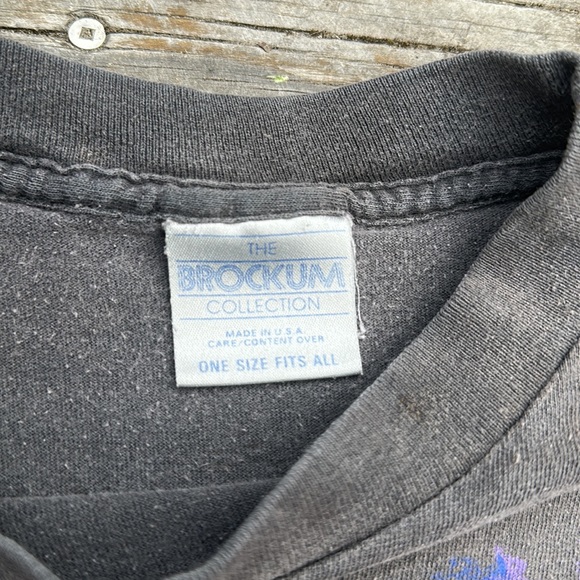 THE
BROCKUM
COLLECTION
MADE IN U.S.A.
CARE/CONTENT OVER
ONE SIZE FITS ALL